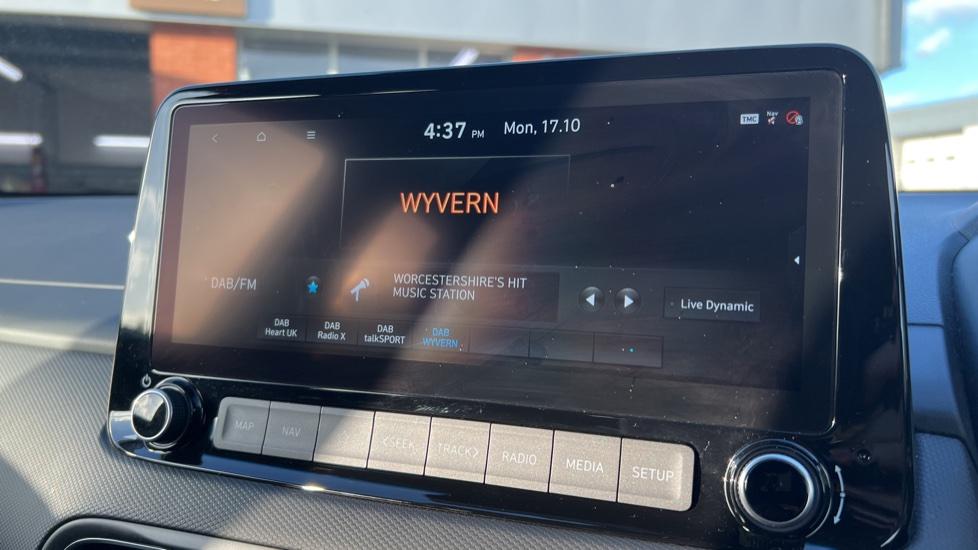 4:37 PM Mon, 17.10
TMC Nav
WYVERN
DAB/FM
WORCESTERSHIRE'S HIT
MUSIC STATION
Live Dynamic
DAB
Heart UK
DAB
Radio X
DAB
talkSPORT
DAB
WYVERN
MAP
NAV
<SEEK
TRACK>
RADIO
MEDIA
SETUP